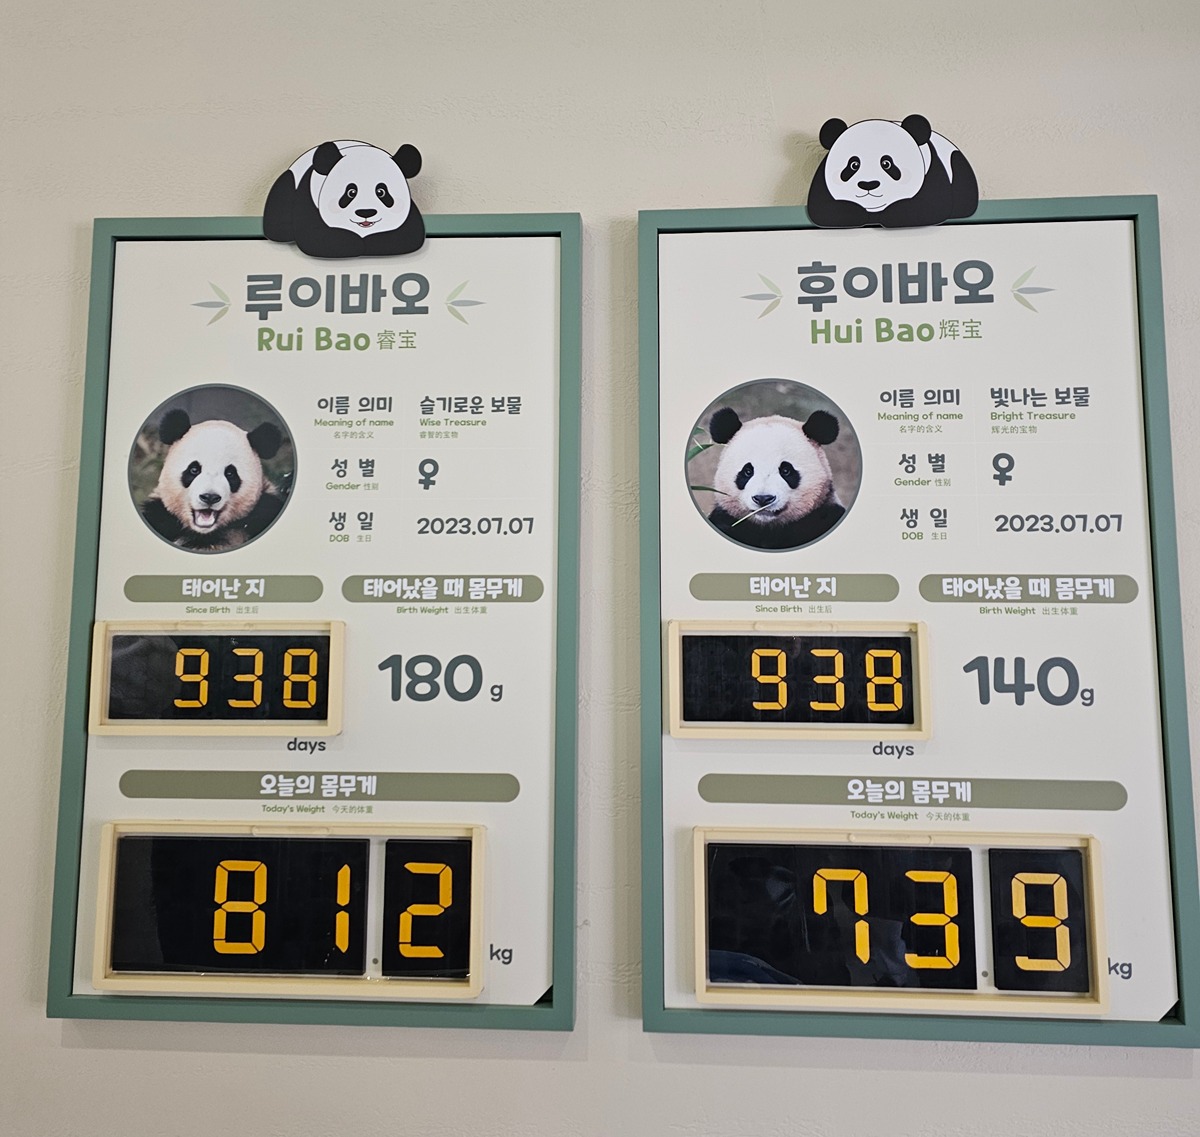 루이바오
Rui Bao 睿宝
이름 의미 슬기로운 보물
Meaning of name Wise Treasure
名字的含义 睿智的宝物
성 별 ♀
Gender 性别
생 일 2023.07.07
DOB 生日
태어난 지 태어났을 때 몸무게
Since Birth 出生后 Birth Weight 出生体重
938 180 g
days
오늘의 몸무게
Today's Weight 今天的体重
81.2 kg
후이바오
Hui Bao 辉宝
이름 의미 빛나는 보물
Meaning of name Bright Treasure
名字的含义 辉光的宝物
성 별 ♀
Gender 性别
생 일 2023.07.07
DOB 生日
태어난 지 태어났을 때 몸무게
Since Birth 出生后 Birth Weight 出生体重
938 140 g
days
오늘의 몸무게
Today's Weight 今天的体重
73.9 kg